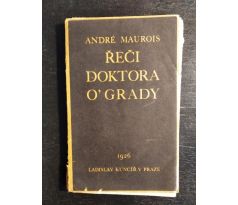 ANDRÉ MAUROIS
ŘEČI
DOKTORA
O'GRADY
1926
LADISLAV KUNCÍŘ V PRAZE